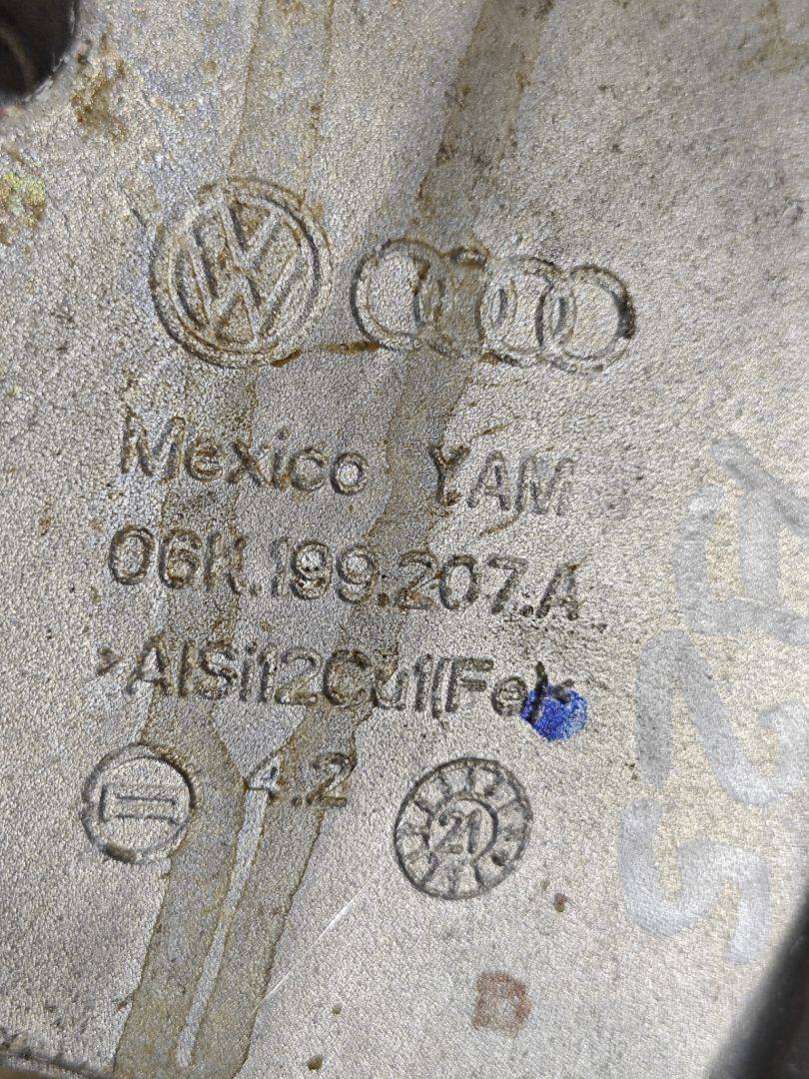 Mexico YAM
06K.199.207.A
>AlSi12Cu1(Fe)<
4.2
21
B